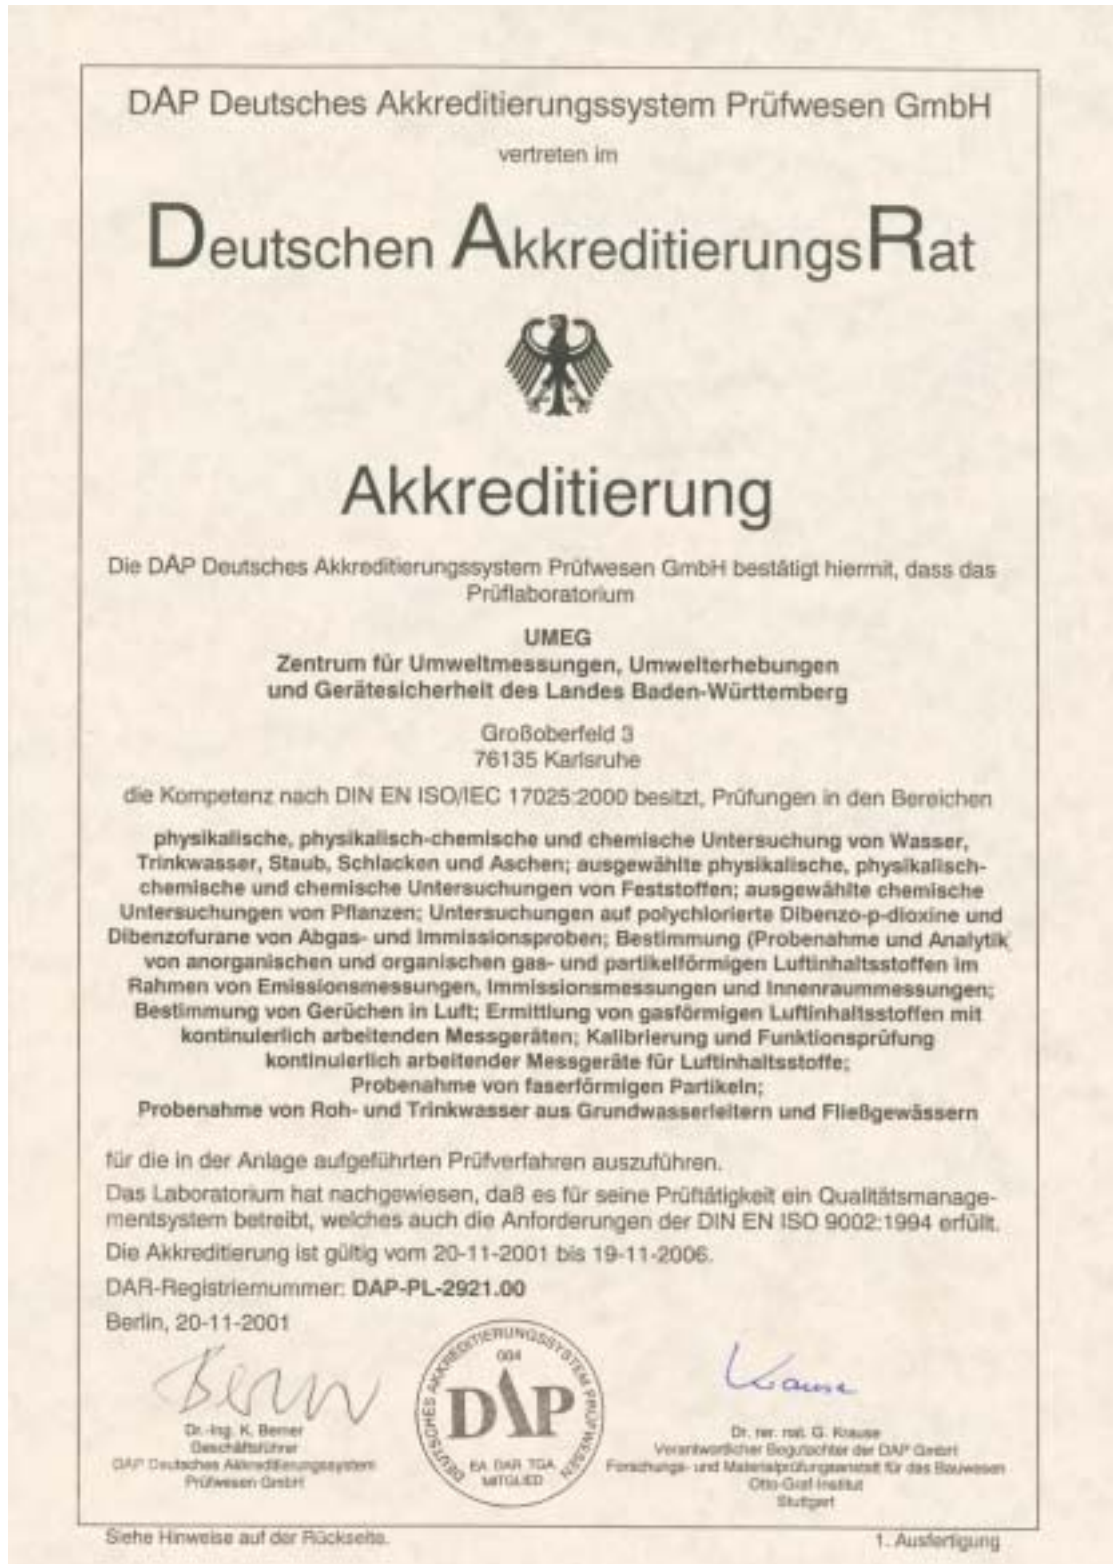 DAP Deutsches Akkreditierungssystem Prüfwesen GmbH
vertreten im
Deutschen AkkreditierungsRat
Akkreditierung
Die DAP Deutsches Akkreditierungssystem Prüfwesen GmbH bestätigt hiermit, dass das
Prüflaboratorium
UMEG
Zentrum für Umweltmessungen, Umwelterhebungen
und Gerätesicherheit des Landes Baden-Württemberg
Großoberfeld 3
76135 Karlsruhe
die Kompetenz nach DIN EN ISO/IEC 17025:2000 besitzt, Prüfungen in den Bereichen
physikalische, physikalisch-chemische und chemische Untersuchung von Wasser,
Trinkwasser, Staub, Schlacken und Aschen; ausgewählte physikalische, physikalisch-
chemische und chemische Untersuchungen von Feststoffen; ausgewählte chemische
Untersuchungen von Pflanzen; Untersuchungen auf polychlorierte Dibenzo-p-dioxine und
Dibenzofurane von Abgas- und Immissionsproben; Bestimmung (Probenahme und Analytik
von anorganischen und organischen gas- und partikelförmigen Luftinhaltsstoffen im
Rahmen von Emissionsmessungen, Immissionsmessungen und Innenraummessungen;
Bestimmung von Gerüchen in Luft; Ermittlung von gasförmigen Luftinhaltsstoffen mit
kontinuierlich arbeitenden Messgeräten; Kalibrierung und Funktionsprüfung
kontinuierlich arbeitender Messgeräte für Luftinhaltsstoffe;
Probenahme von faserförmigen Partikeln;
Probenahme von Roh- und Trinkwasser aus Grundwasserleitern und Fließgewässern
für die in der Anlage aufgeführten Prüfverfahren auszuführen.
Das Laboratorium hat nachgewiesen, daß es für seine Prüftätigkeit ein Qualitätsmanage-
mentsystem betreibt, welches auch die Anforderungen der DIN EN ISO 9002:1994 erfüllt.
Die Akkreditierung ist gültig vom 20-11-2001 bis 19-11-2006.
DAR-Registriernummer: DAP-PL-2921.00
Berlin, 20-11-2001
Dr.-Ing. K. Berner
Geschäftsführer
DAP Deutsches Akkreditierungssystem
Prüfwesen GmbH
DEUTSCHES AKKREDITIERUNGSSYSTEM PRÜFWESEN
004
DAP
EA DAR TGA
MITGLIED
Krause
Dr. rer. nat. G. Krause
Verantwortlicher Begutachter der DAP GmbH
Forschungs- und Materialprüfungsanstalt für das Bauwesen
Otto-Graf-Institut
Stuttgart
Siehe Hinweise auf der Rückseite.
1. Ausfertigung